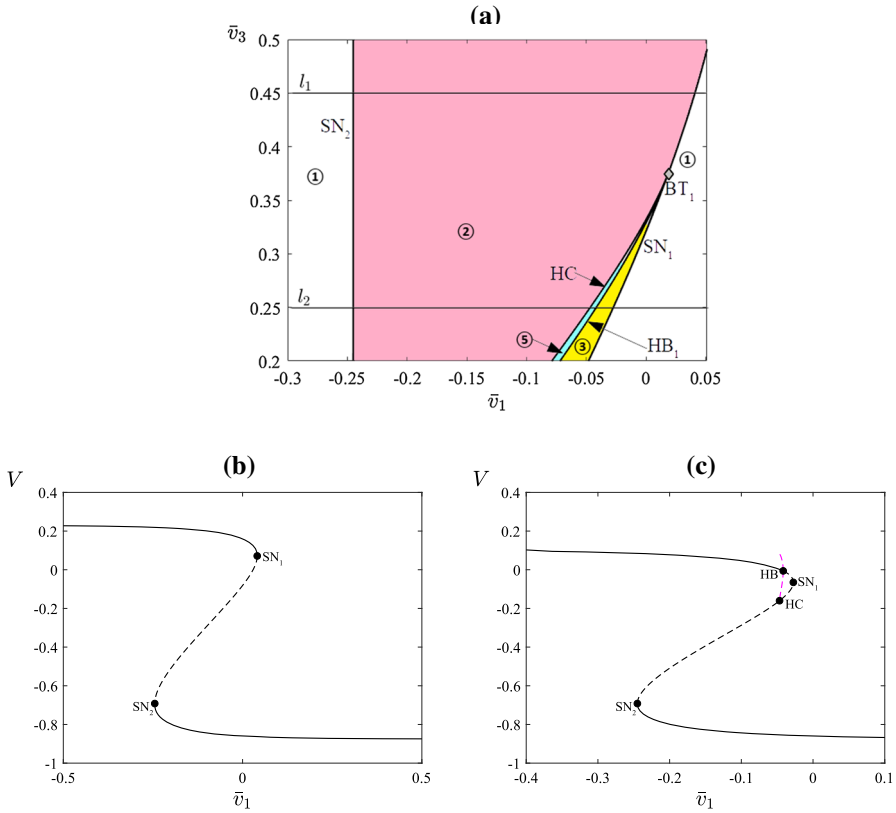 (a)
v̄₃
0.5
l₁
0.45
SN₂
0.4
①
①
0.35
BT₁
②
0.3
SN₁
HC
l₂
0.25
⑤
③
HB₁
0.2
-0.3 -0.25 -0.2 -0.15 -0.1 -0.05 0 0.05
v̄₁
(b)
V
0.4
0.2
SN₁
0
-0.2
-0.4
-0.6
SN₂
-0.8
-1
-0.5 0 0.5
v̄₁
(c)
V
0.4
0.2
0
HB
SN₁
HC
-0.2
-0.4
-0.6
SN₂
-0.8
-1
-0.4 -0.3 -0.2 -0.1 0 0.1
v̄₁